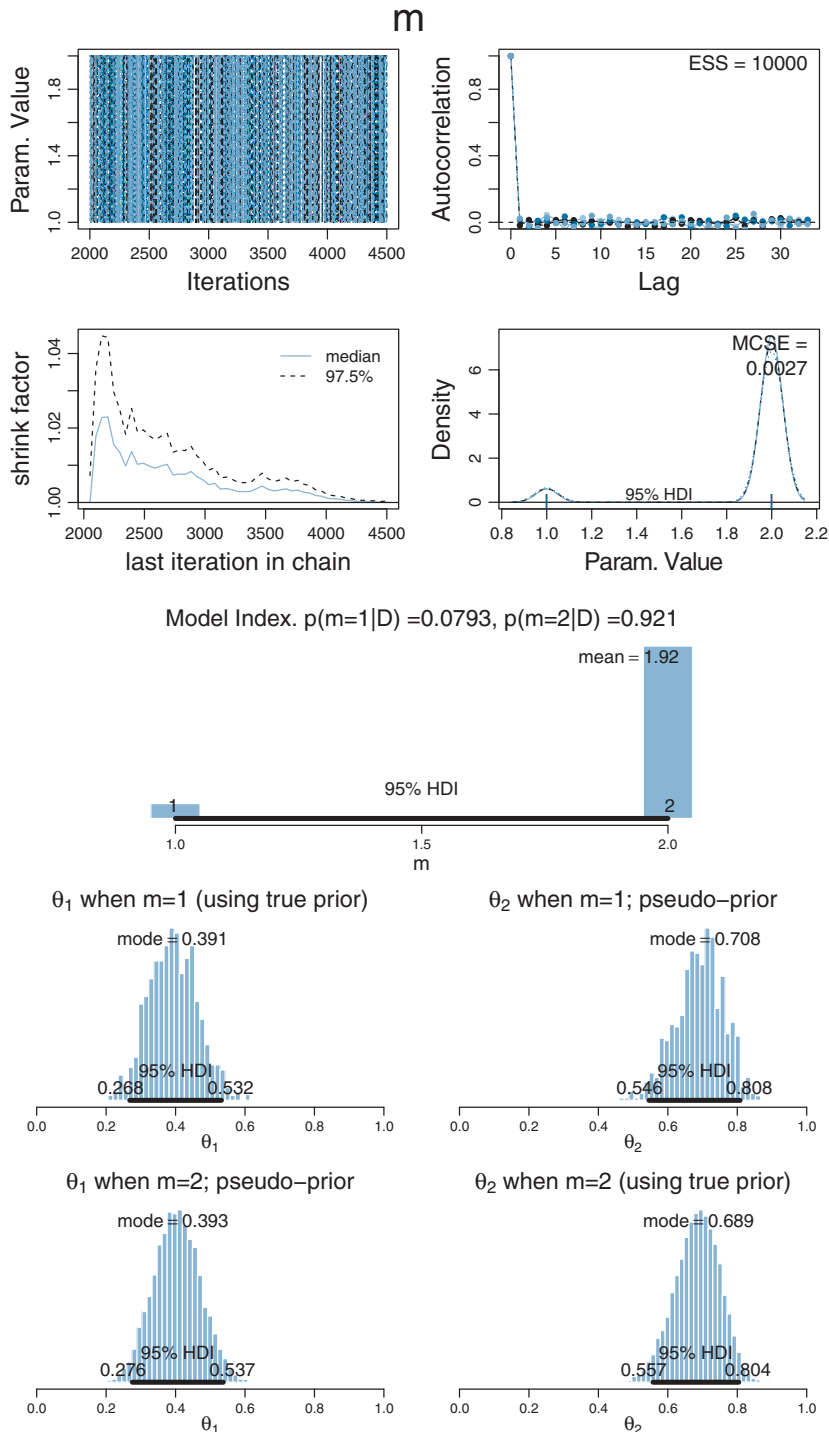 m
Param. Value
1.0 1.4 1.8
2000 2500 3000 3500 4000 4500
Iterations
Autocorrelation
0.0 0.4 0.8
ESS = 10000
0 5 10 15 20 25 30
Lag
shrink factor
1.00 1.02 1.04
median
97.5%
2000 2500 3000 3500 4000 4500
last iteration in chain
Density
0 2 4 6
MCSE =
0.0027
95% HDI
0.8 1.0 1.2 1.4 1.6 1.8 2.0 2.2
Param. Value
Model Index. p(m=1|D) =0.0793, p(m=2|D) =0.921
mean = 1.92
95% HDI
1 2
1.0 1.5 2.0
m
θ1 when m=1 (using true prior)
mode = 0.391
95% HDI
0.268 0.532
0.0 0.2 0.4 0.6 0.8 1.0
θ1
θ2 when m=1; pseudo−prior
mode = 0.708
95% HDI
0.546 0.808
0.0 0.2 0.4 0.6 0.8 1.0
θ2
θ1 when m=2; pseudo−prior
mode = 0.393
95% HDI
0.276 0.537
0.0 0.2 0.4 0.6 0.8 1.0
θ1
θ2 when m=2 (using true prior)
mode = 0.689
95% HDI
0.557 0.804
0.0 0.2 0.4 0.6 0.8 1.0
θ2